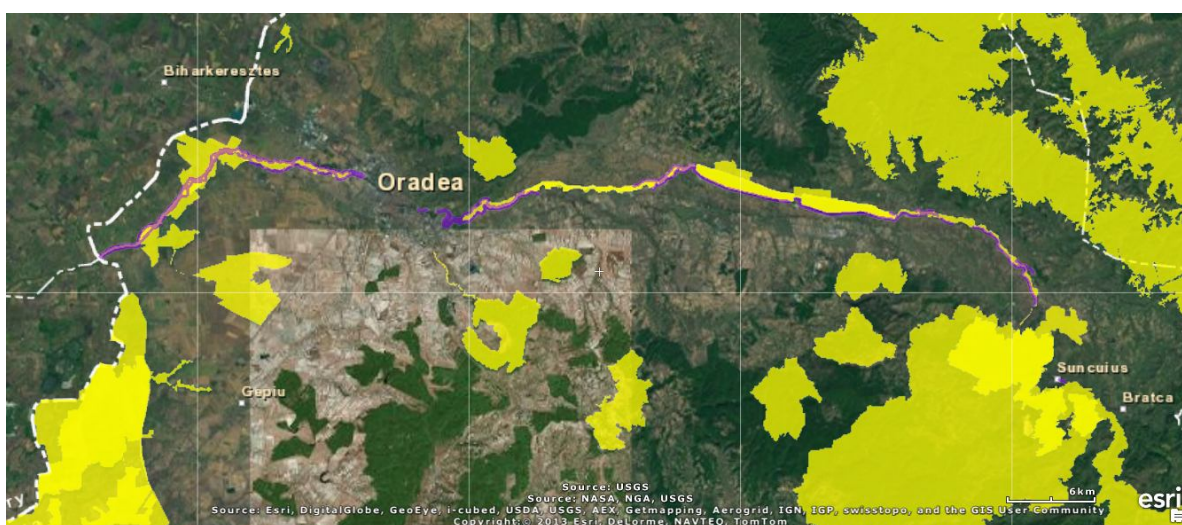 Biharkeresztes
Oradea
Gepiu
Suncuius
Bratca
Source: USGS
Source: NASA, NGA, USGS
Source: Esri, DigitalGlobe, GeoEye, i-cubed, USDA, USGS, AEX, Getmapping, Aerogrid, IGN, IGP, swisstopo, and the GIS User Community
Copyright: © 2013 Esri, DeLorme, NAVTEQ, TomTom
6km
esri